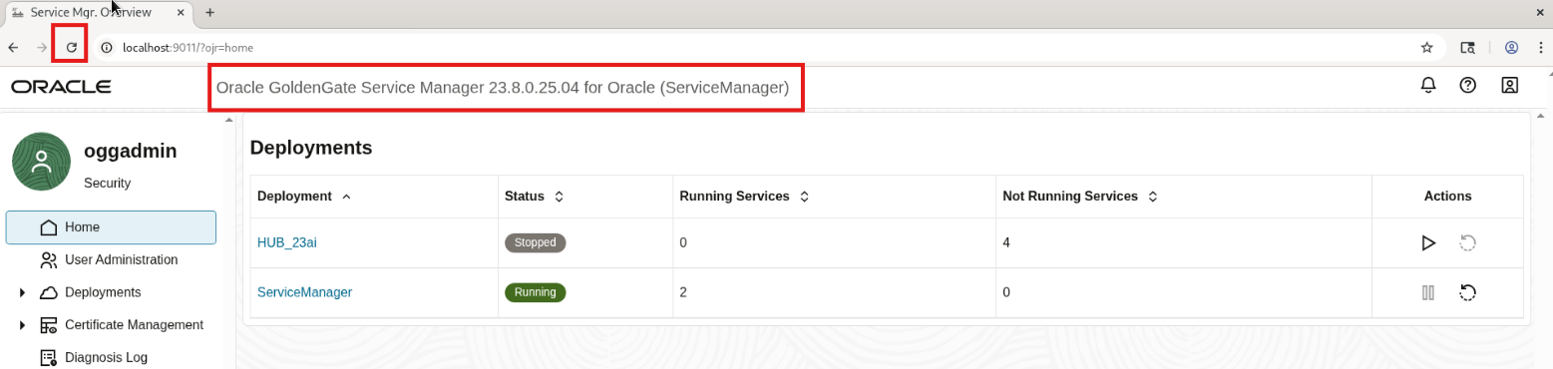 Service Mgr. Overview
localhost:9011/?ojr=home
ORACLE
Oracle GoldenGate Service Manager 23.8.0.25.04 for Oracle (ServiceManager)
oggadmin
Security
Home
User Administration
Deployments
Certificate Management
Diagnosis Log
Deployments
Deployment Status Running Services Not Running Services Actions
HUB_23ai Stopped 0 4
ServiceManager Running 2 0